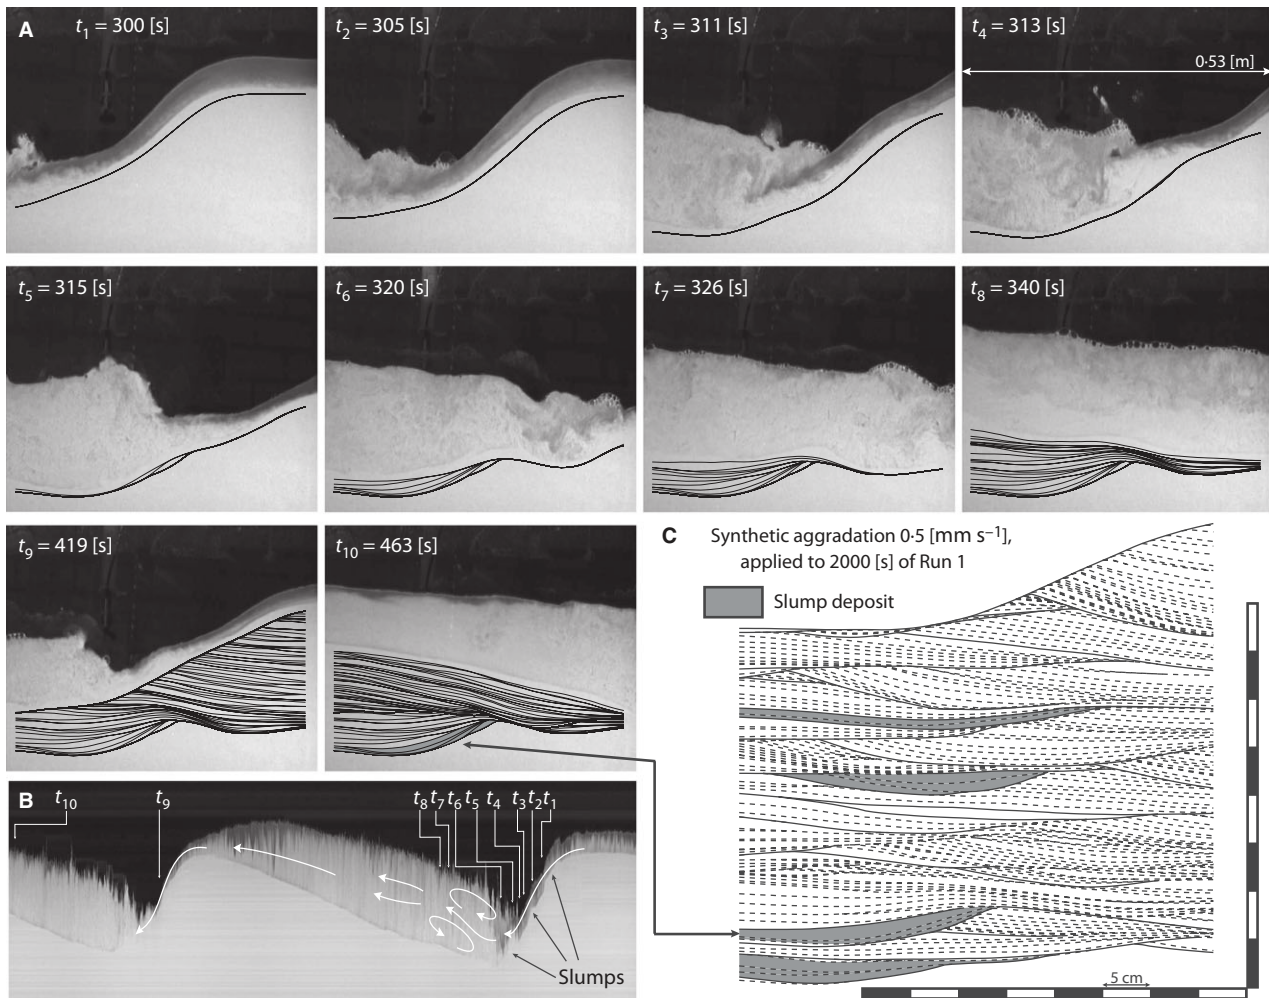 A
t1 = 300 [s]
t2 = 305 [s]
t3 = 311 [s]
t4 = 313 [s]
0·53 [m]
t5 = 315 [s]
t6 = 320 [s]
t7 = 326 [s]
t8 = 340 [s]
t9 = 419 [s]
t10 = 463 [s]
C
Synthetic aggradation 0·5 [mm s–1],
applied to 2000 [s] of Run 1
Slump deposit
B
t10
t9
t8 t7 t6 t5 t4 t3 t2 t1
Slumps
5 cm